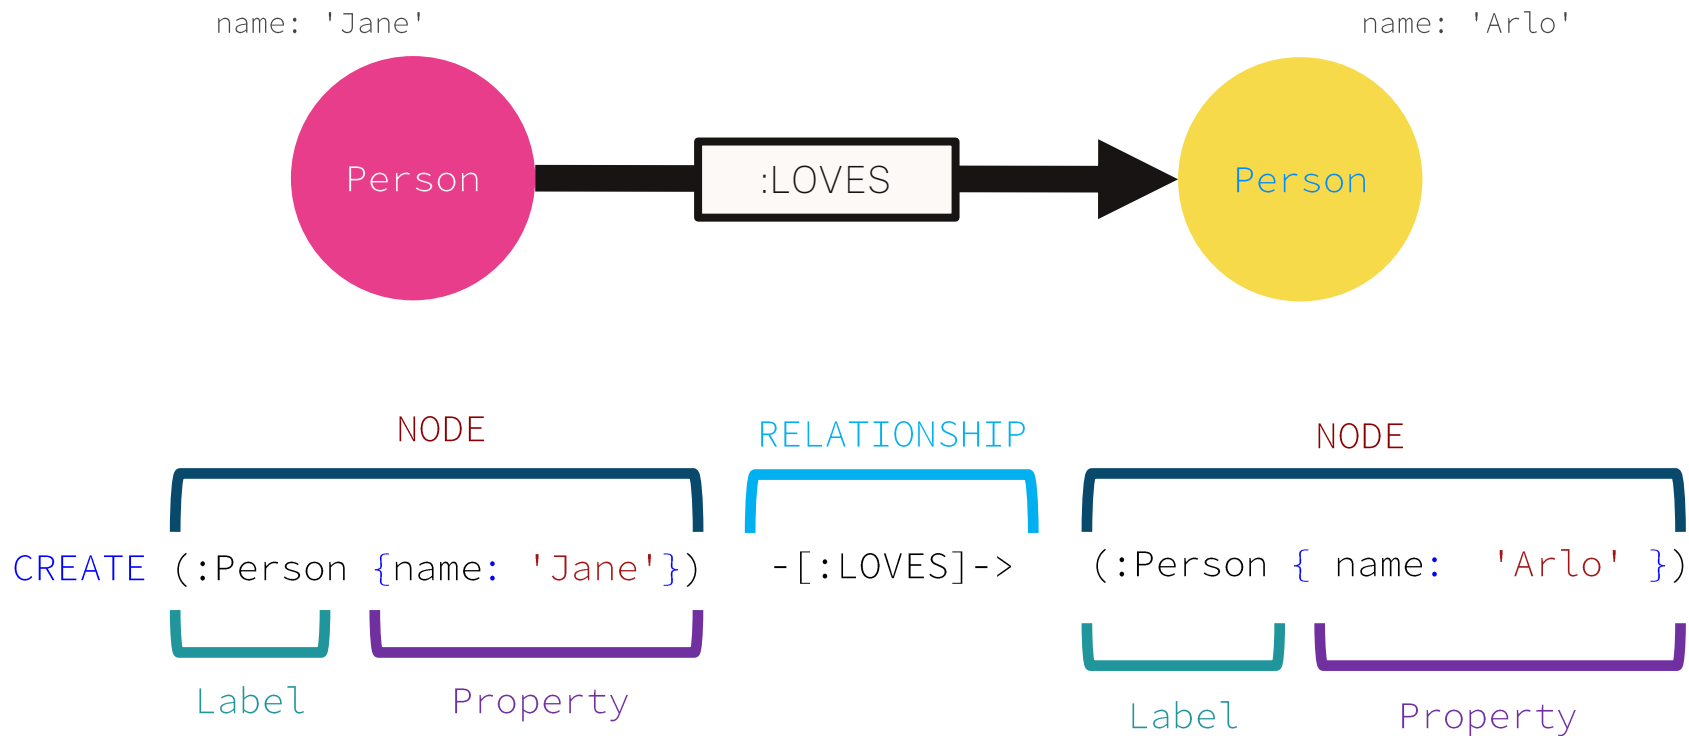 name: 'Jane'
name: 'Arlo'
Person
:LOVES
Person
NODE
RELATIONSHIP
NODE
CREATE (:Person {name: 'Jane'}) -[:LOVES]-> (:Person { name: 'Arlo' })
Label
Property
Label
Property